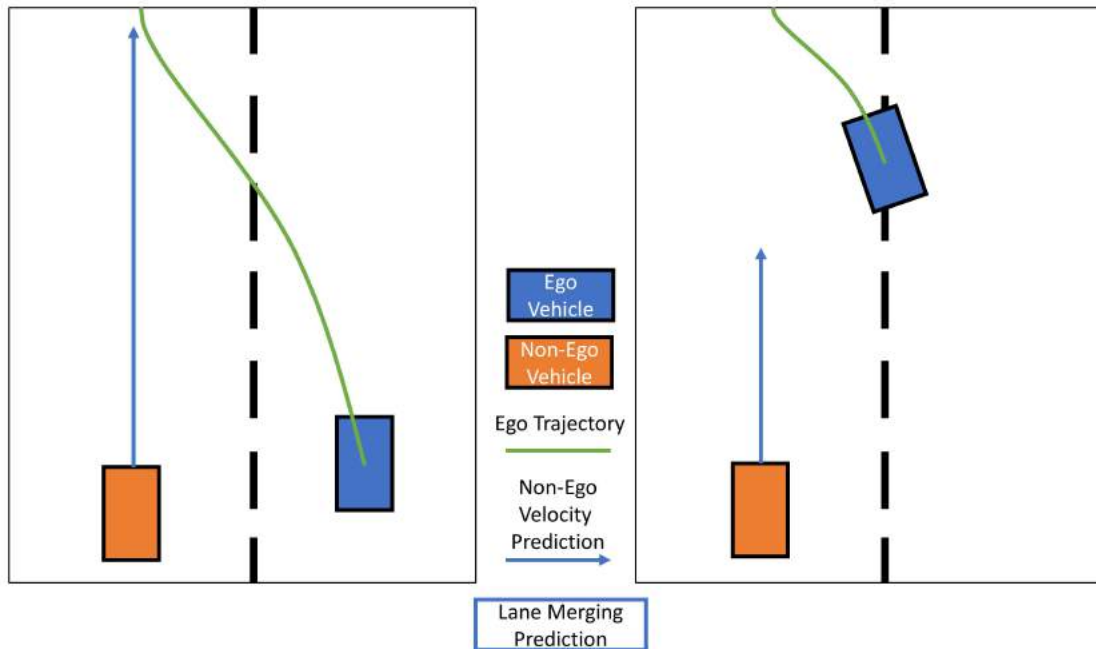 Ego
Vehicle
Non-Ego
Vehicle
Ego Trajectory
Non-Ego
Velocity
Prediction
Lane Merging
Prediction